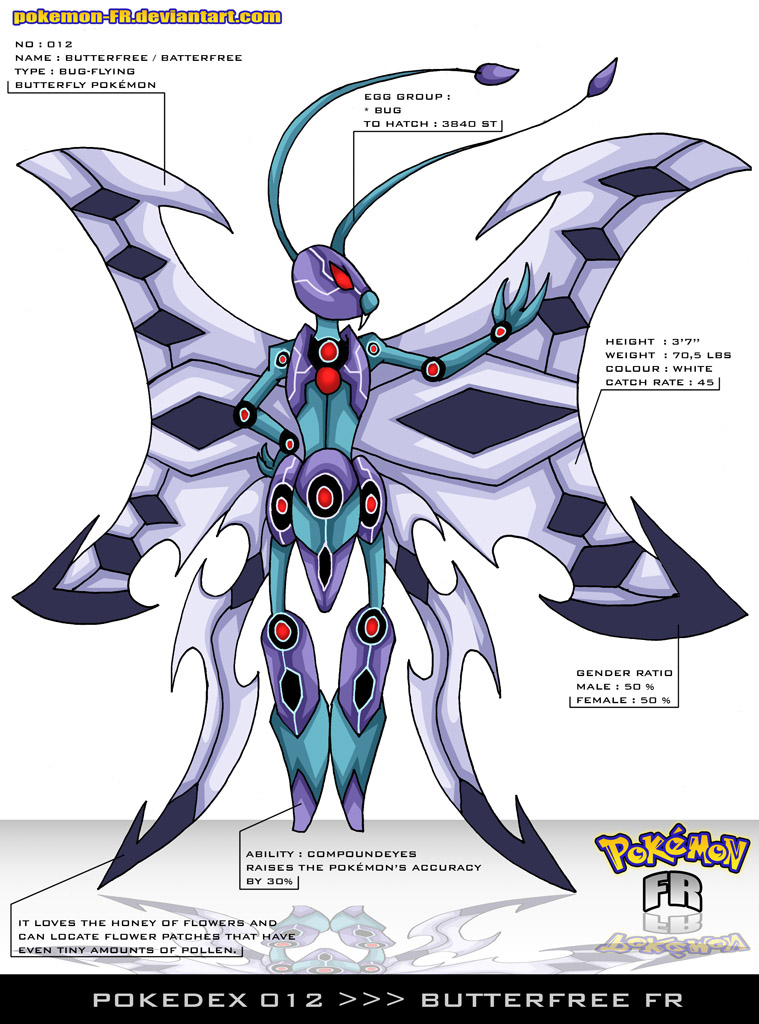 pokemon-FR.deviantart.com
NO : 012
NAME : BUTTERFREE / BATTERFREE
TYPE : BUG-FLYING
BUTTERFLY POKÉMON
EGG GROUP :
* BUG
TO HATCH : 3840 ST
HEIGHT : 3'7"
WEIGHT : 70,5 LBS
COLOUR : WHITE
CATCH RATE : 45
GENDER RATIO
MALE : 50 %
FEMALE : 50 %
ABILITY : COMPOUNDEYES
RAISES THE POKÉMON'S ACCURACY
BY 30%
POKéMON
FR
IT LOVES THE HONEY OF FLOWERS AND
CAN LOCATE FLOWER PATCHES THAT HAVE
EVEN TINY AMOUNTS OF POLLEN.
POKEDEX 012 >>> BUTTERFREE FR